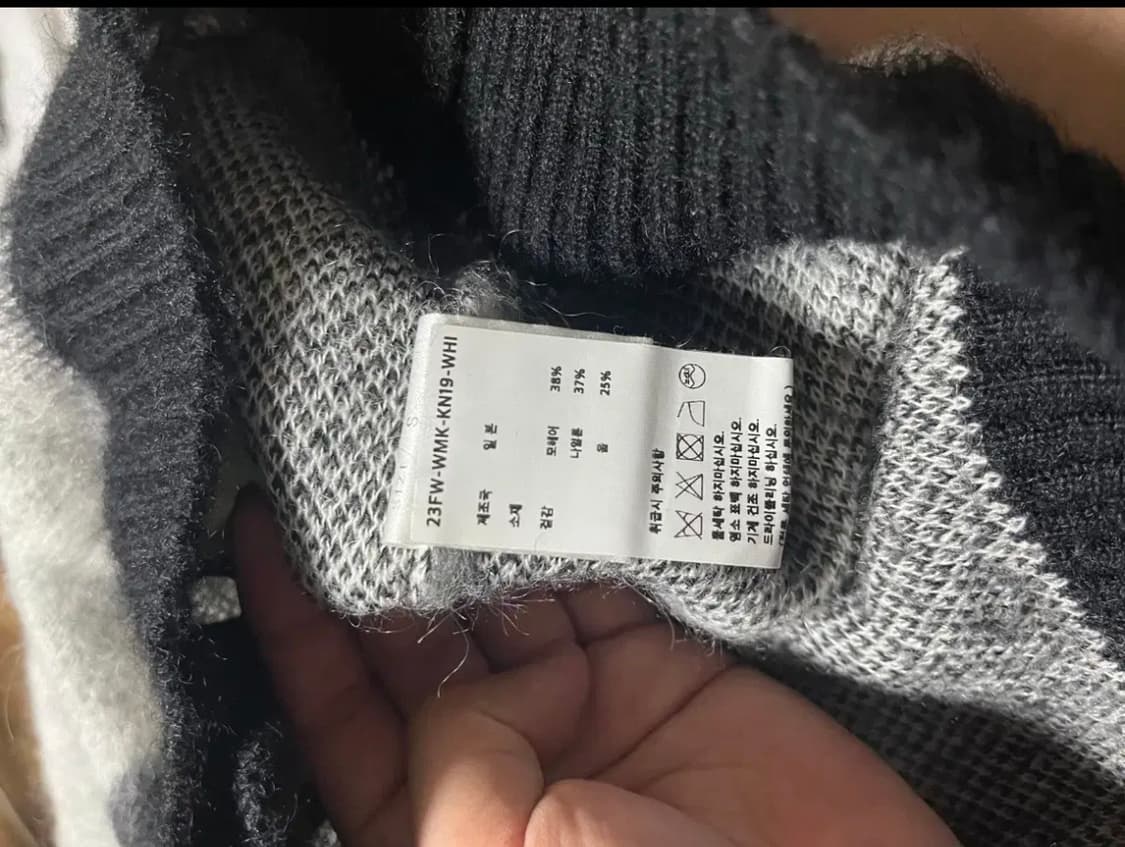 23FW-WMK-KN19-WHI
제조국 일본
소재
겉감 모헤어 38%
나일론 37%
울 25%
취급시 주의사항
물세탁 하지마십시오.
염소 표백 하지마십시오.
기계 건조 하지마십시오.
드라이클리닝 하십시오.